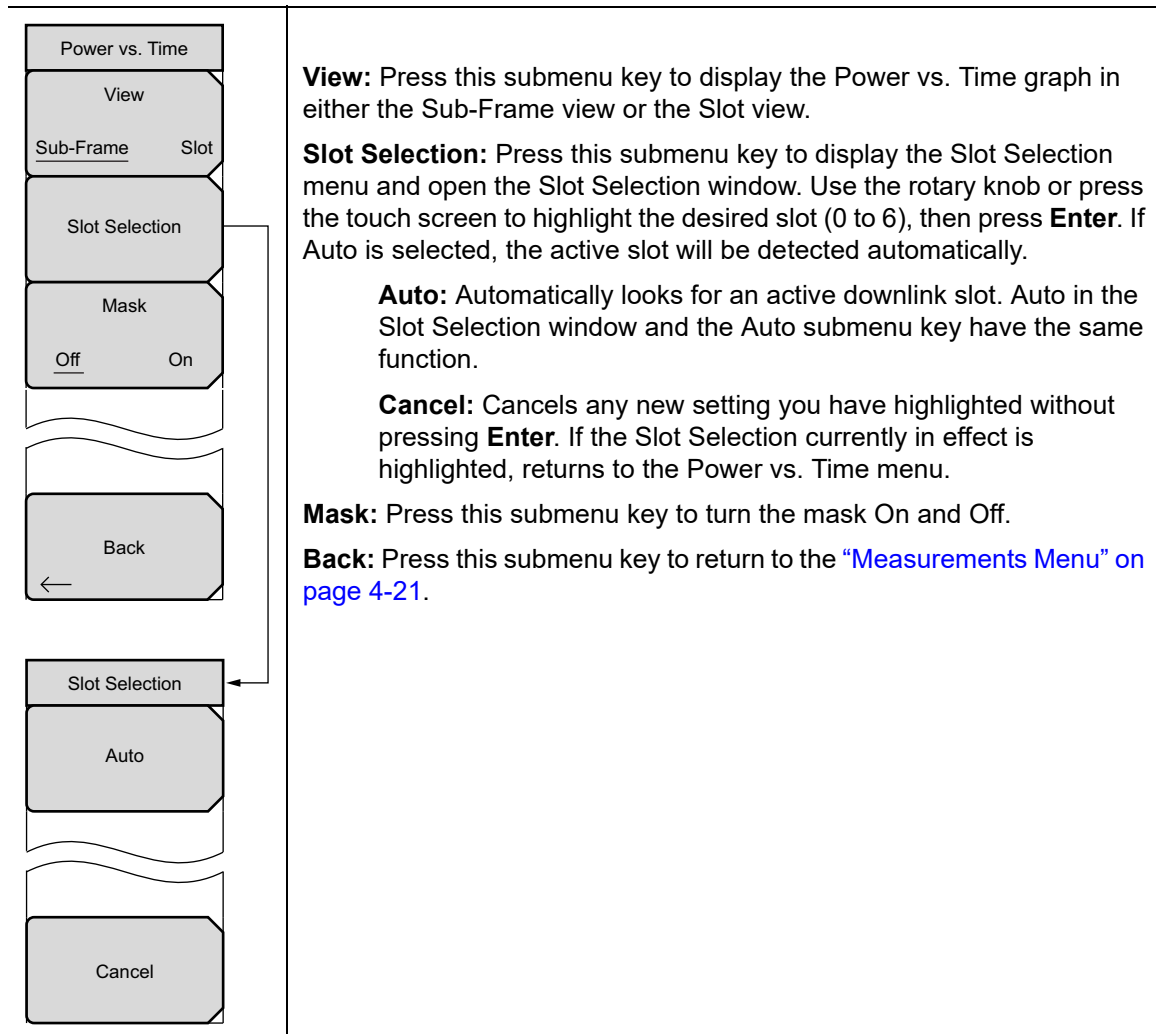 Power vs. Time
View
Sub-Frame Slot
Slot Selection
Mask
Off On
Back
Slot Selection
Auto
Cancel
View: Press this submenu key to display the Power vs. Time graph in
either the Sub-Frame view or the Slot view.
Slot Selection: Press this submenu key to display the Slot Selection
menu and open the Slot Selection window. Use the rotary knob or press
the touch screen to highlight the desired slot (0 to 6), then press Enter. If
Auto is selected, the active slot will be detected automatically.
Auto: Automatically looks for an active downlink slot. Auto in the
Slot Selection window and the Auto submenu key have the same
function.
Cancel: Cancels any new setting you have highlighted without
pressing Enter. If the Slot Selection currently in effect is
highlighted, returns to the Power vs. Time menu.
Mask: Press this submenu key to turn the mask On and Off.
Back: Press this submenu key to return to the “Measurements Menu” on
page 4-21.